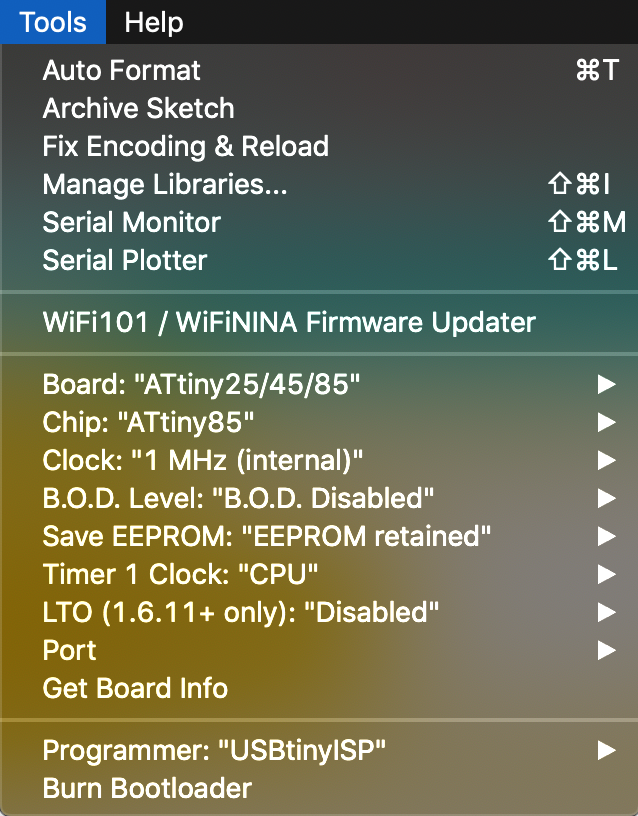 Tools Help
Auto Format ⌘T
Archive Sketch
Fix Encoding & Reload
Manage Libraries... ⇧⌘I
Serial Monitor ⇧⌘M
Serial Plotter ⇧⌘L
WiFi101 / WiFiNINA Firmware Updater
Board: "ATtiny25/45/85" ▶
Chip: "ATtiny85" ▶
Clock: "1 MHz (internal)" ▶
B.O.D. Level: "B.O.D. Disabled" ▶
Save EEPROM: "EEPROM retained" ▶
Timer 1 Clock: "CPU" ▶
LTO (1.6.11+ only): "Disabled" ▶
Port ▶
Get Board Info
Programmer: "USBtinyISP" ▶
Burn Bootloader